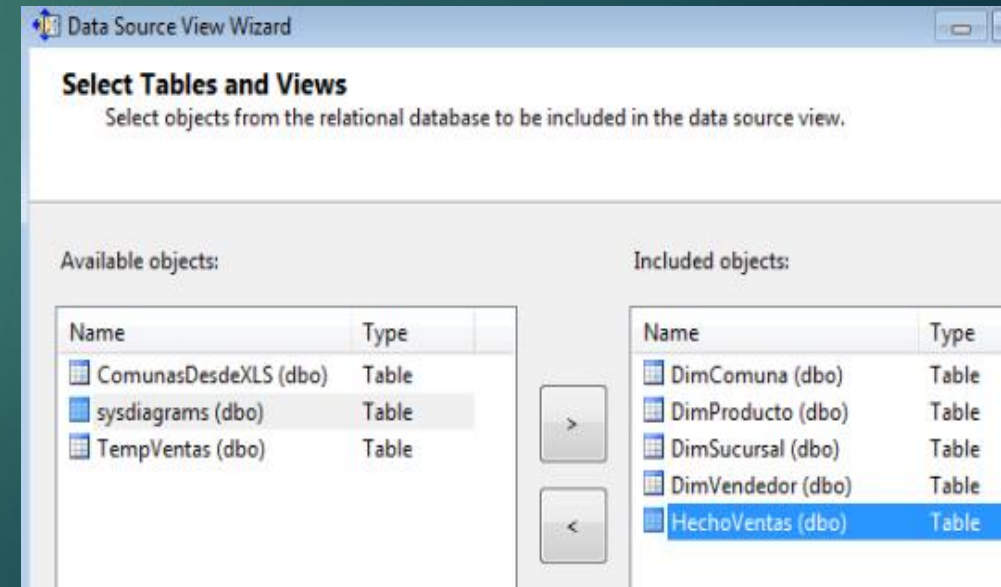 Data Source View Wizard
Select Tables and Views
Select objects from the relational database to be included in the data source view.
Available objects:
Name Type
ComunasDesdeXLS (dbo) Table
sysdiagrams (dbo) Table
TempVentas (dbo) Table
>
<
Included objects:
Name Type
DimComuna (dbo) Table
DimProducto (dbo) Table
DimSucursal (dbo) Table
DimVendedor (dbo) Table
HechoVentas (dbo) Table